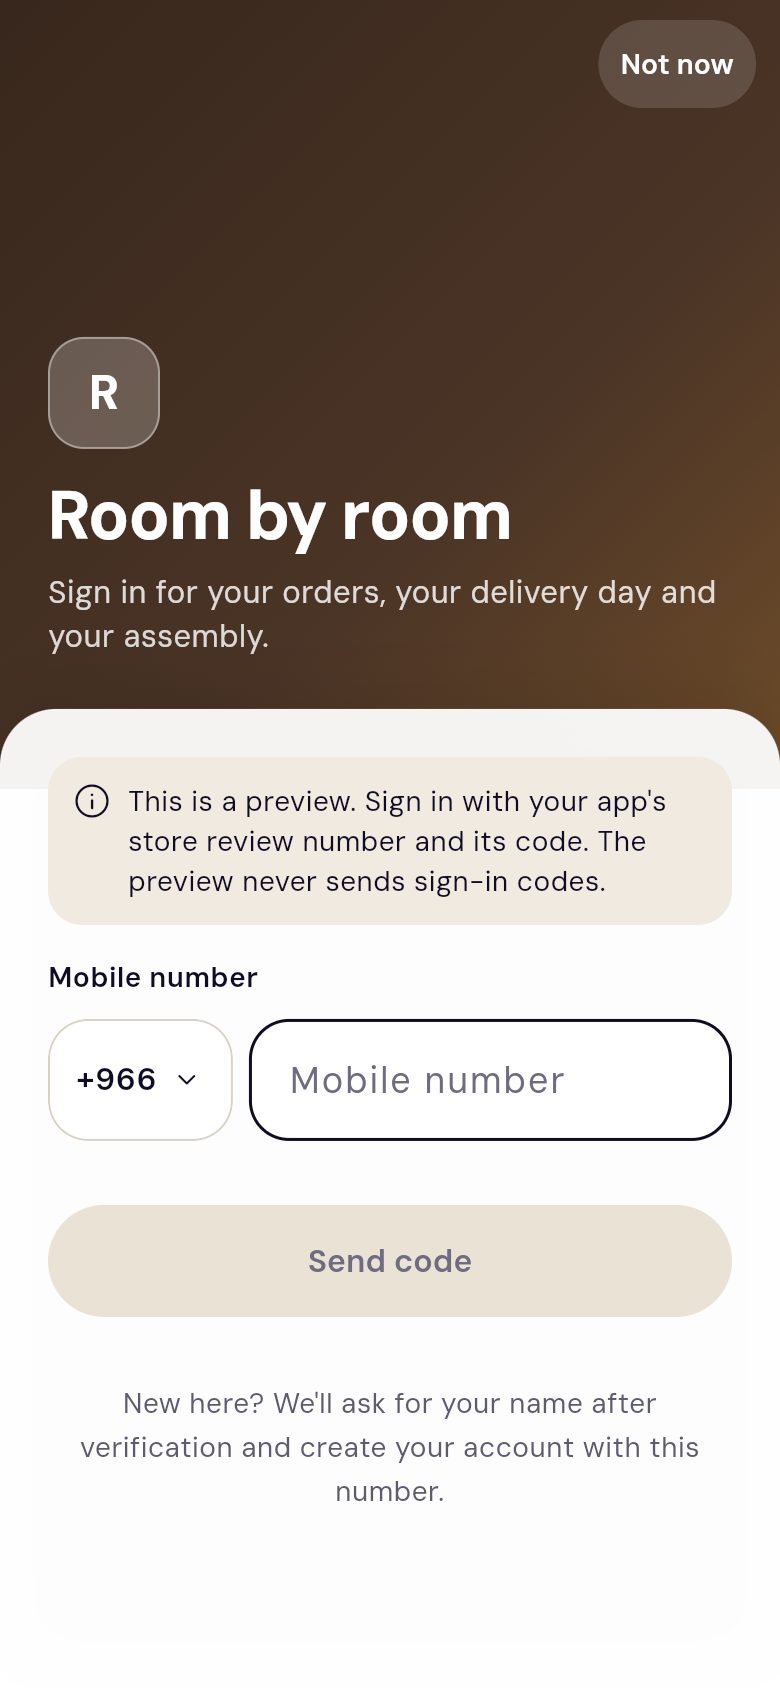 Not now
R
Room by room
Sign in for your orders, your delivery day and
your assembly.
This is a preview. Sign in with your app's
store review number and its code. The
preview never sends sign-in codes.
Mobile number
+966
Mobile number
Send code
New here? We'll ask for your name after
verification and create your account with this
number.